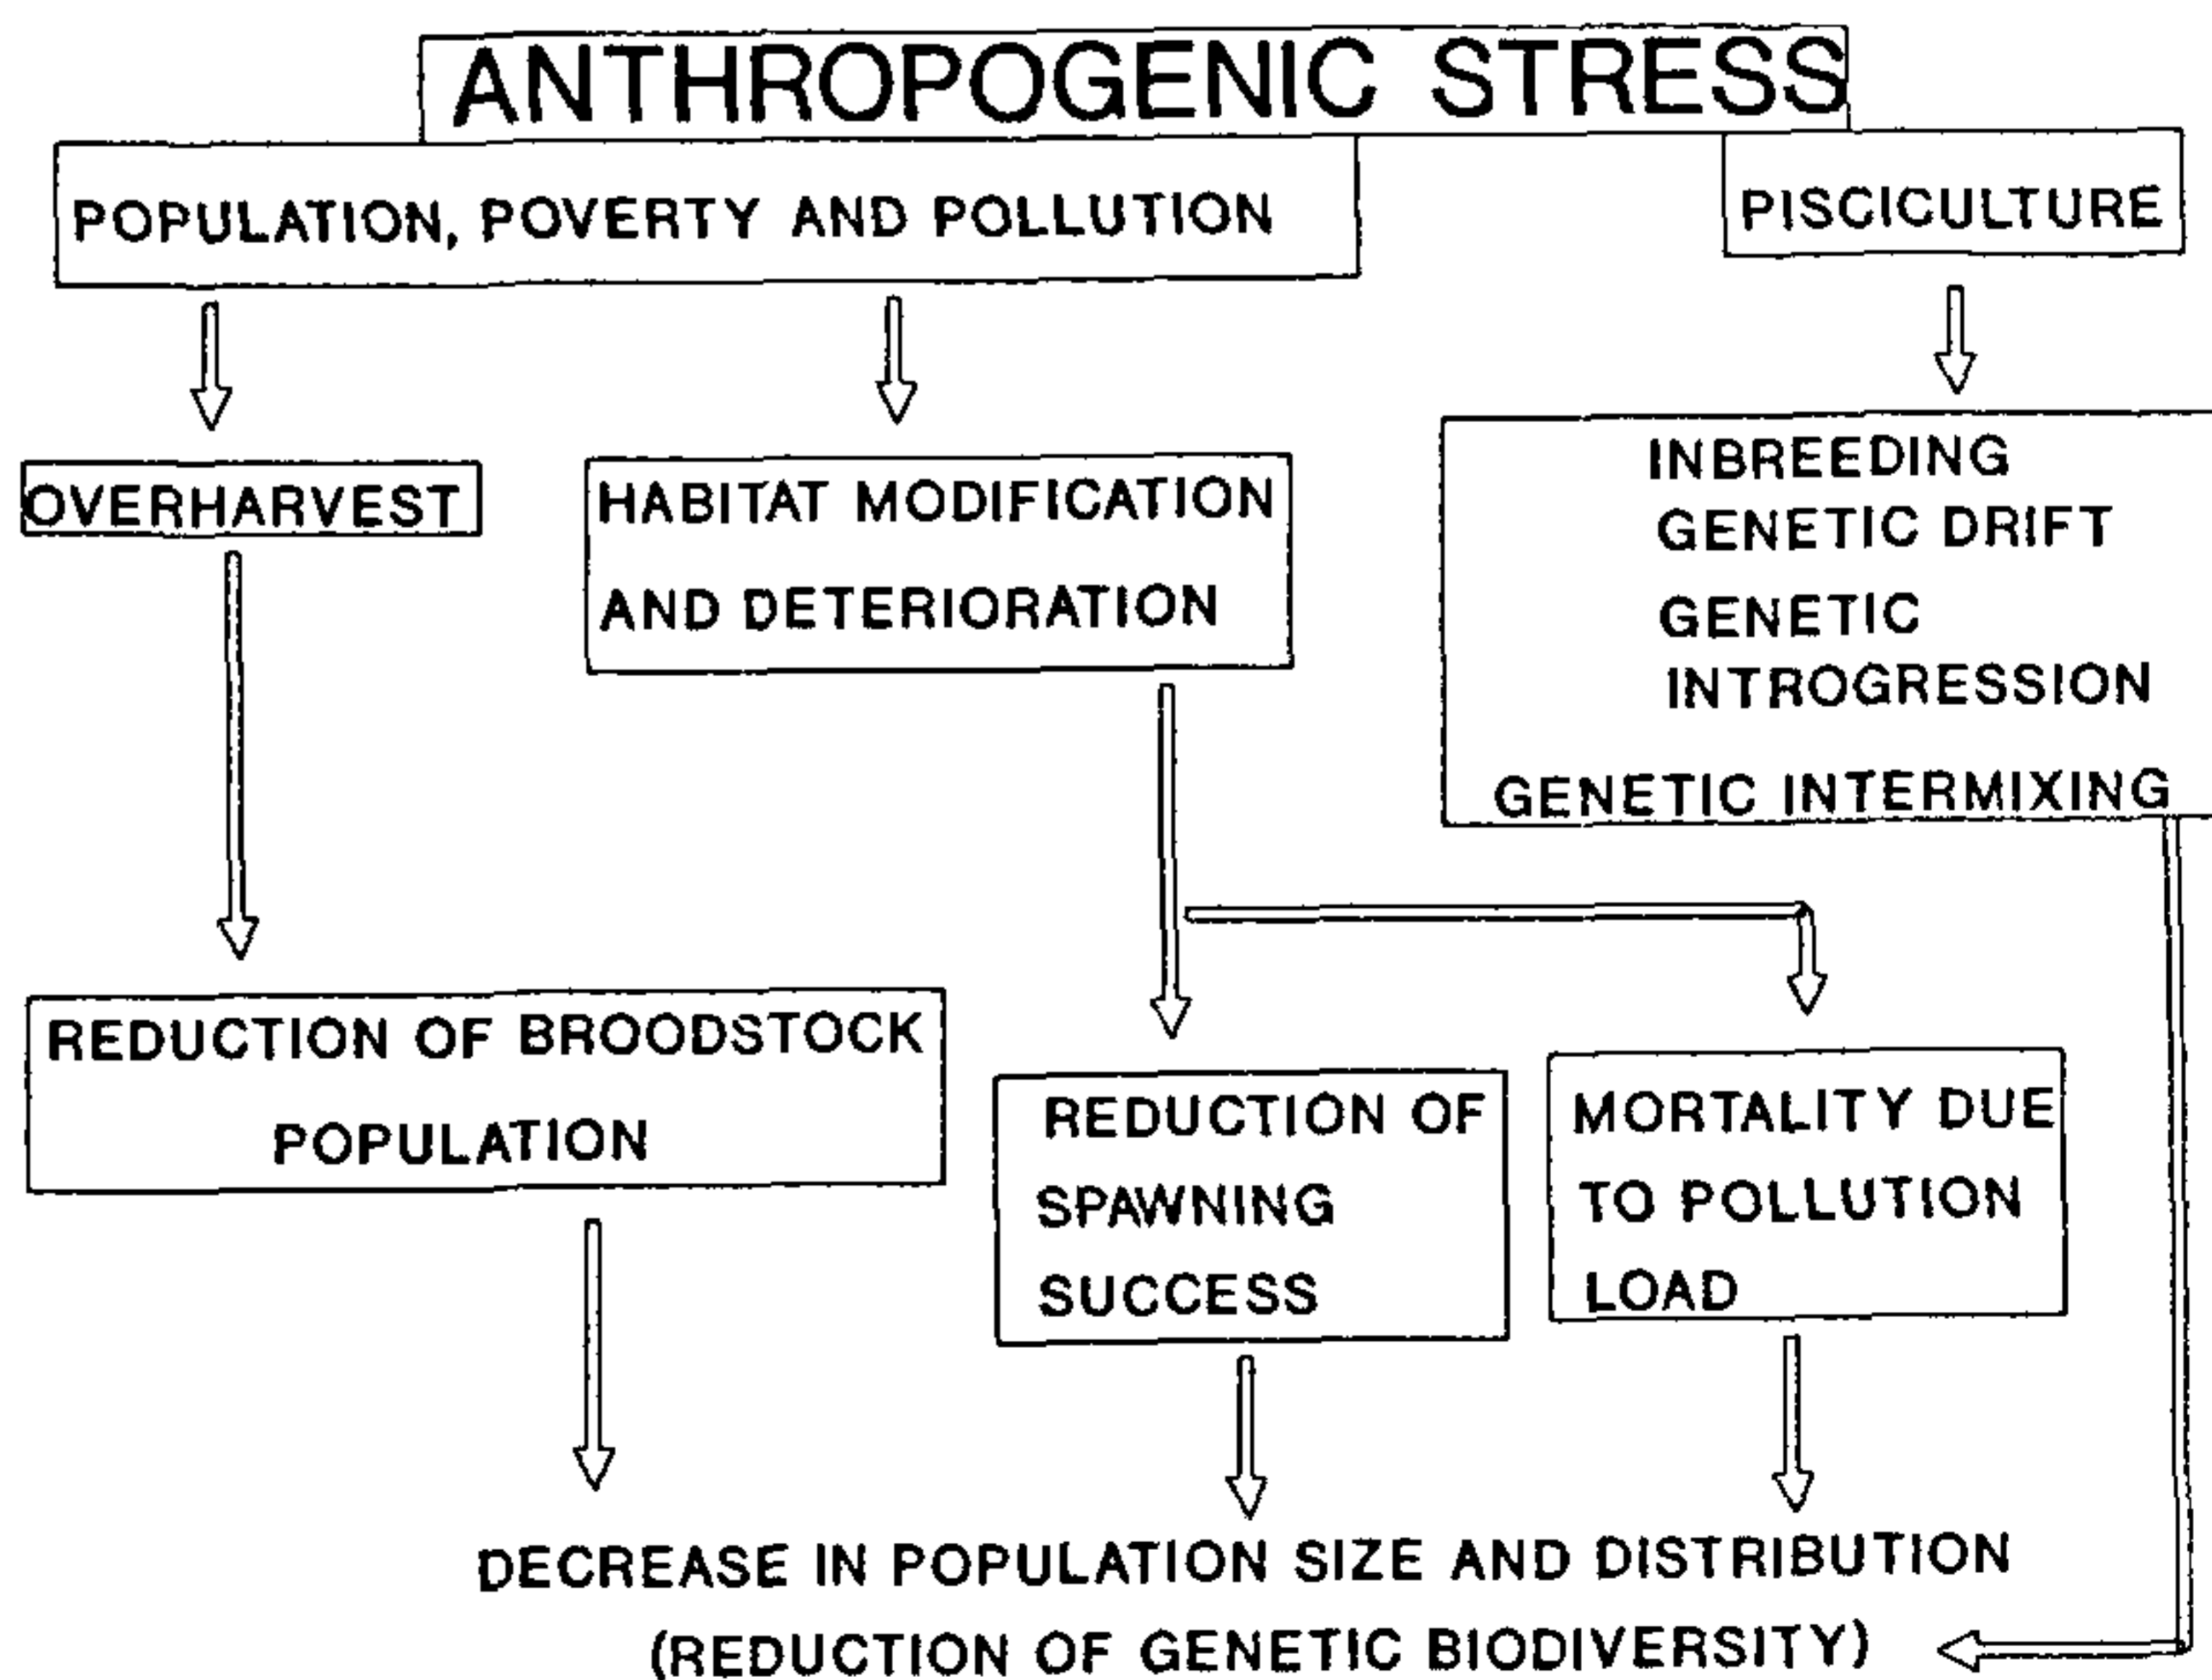 ANTHROPOGENIC STRESS
POPULATION, POVERTY AND POLLUTION
PISCICULTURE
OVERHARVEST
HABITAT MODIFICATION
AND DETERIORATION
INBREEDING
GENETIC DRIFT
GENETIC
INTROGRESSION
GENETIC INTERMIXING
REDUCTION OF BROODSTOCK
POPULATION
REDUCTION OF
SPAWNING
SUCCESS
MORTALITY DUE
TO POLLUTION
LOAD
DECREASE IN POPULATION SIZE AND DISTRIBUTION
(REDUCTION OF GENETIC BIODIVERSITY)